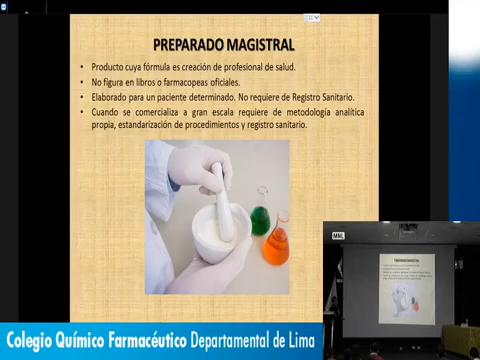 PREPARADO MAGISTRAL
• Producto cuya fórmula es creación de profesional de salud.
• No figura en libros o farmacopeas oficiales.
• Elaborado para un paciente determinado. No requiere de Registro Sanitario.
• Cuando se comercializa a gran escala requiere de metodología analítica
propia, estandarización de procedimientos y registro sanitario.
MNL
PREPARADO MAGISTRAL
Colegio Químico Farmacéutico Departamental de Lima